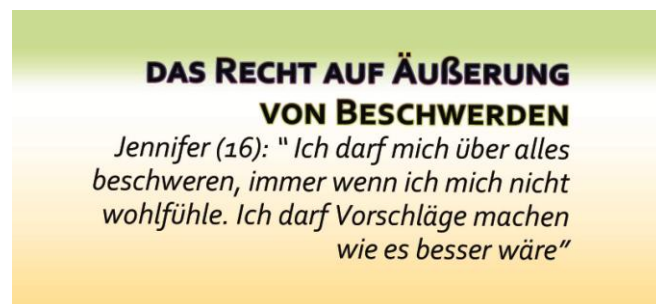 DAS RECHT AUF ÄUßERUNG
VON BESCHWERDEN
Jennifer (16): “ Ich darf mich über alles
beschweren, immer wenn ich mich nicht
wohlfühle. Ich darf Vorschläge machen
wie es besser wäre”